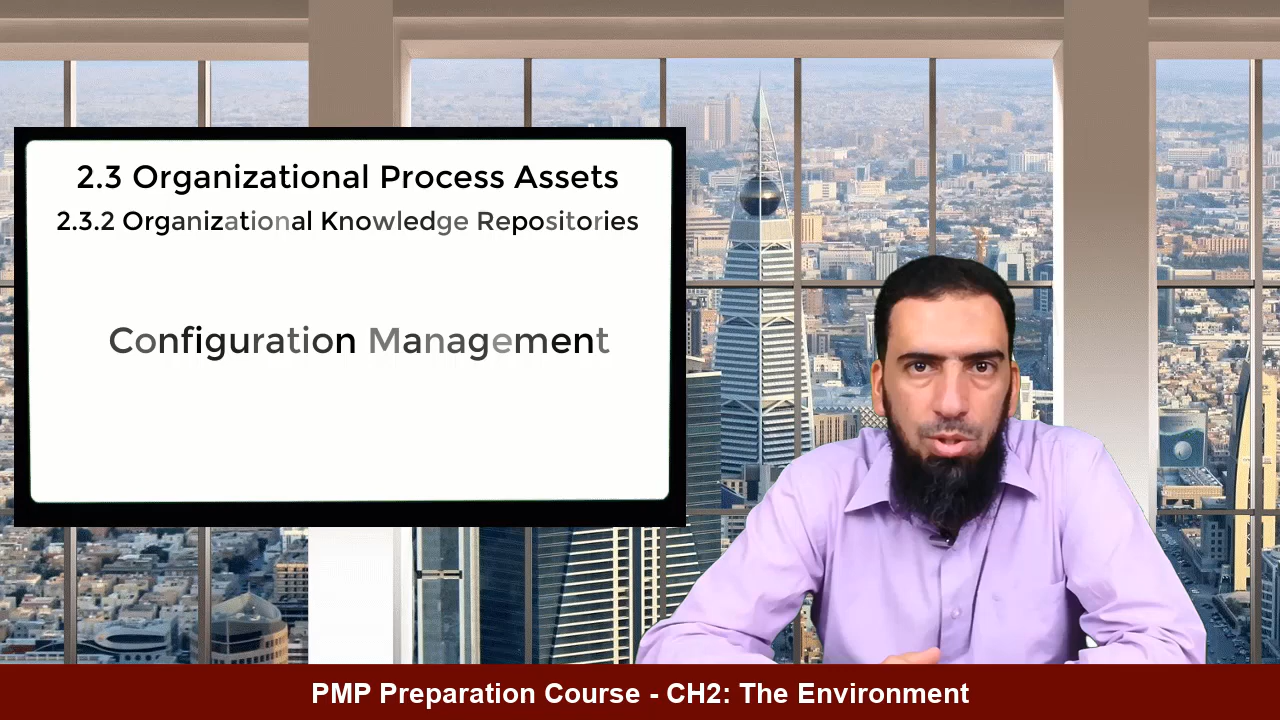 2.3 Organizational Process Assets
2.3.2 Organizational Knowledge Repositories
Configuration Management
PMP Preparation Course - CH2: The Environment